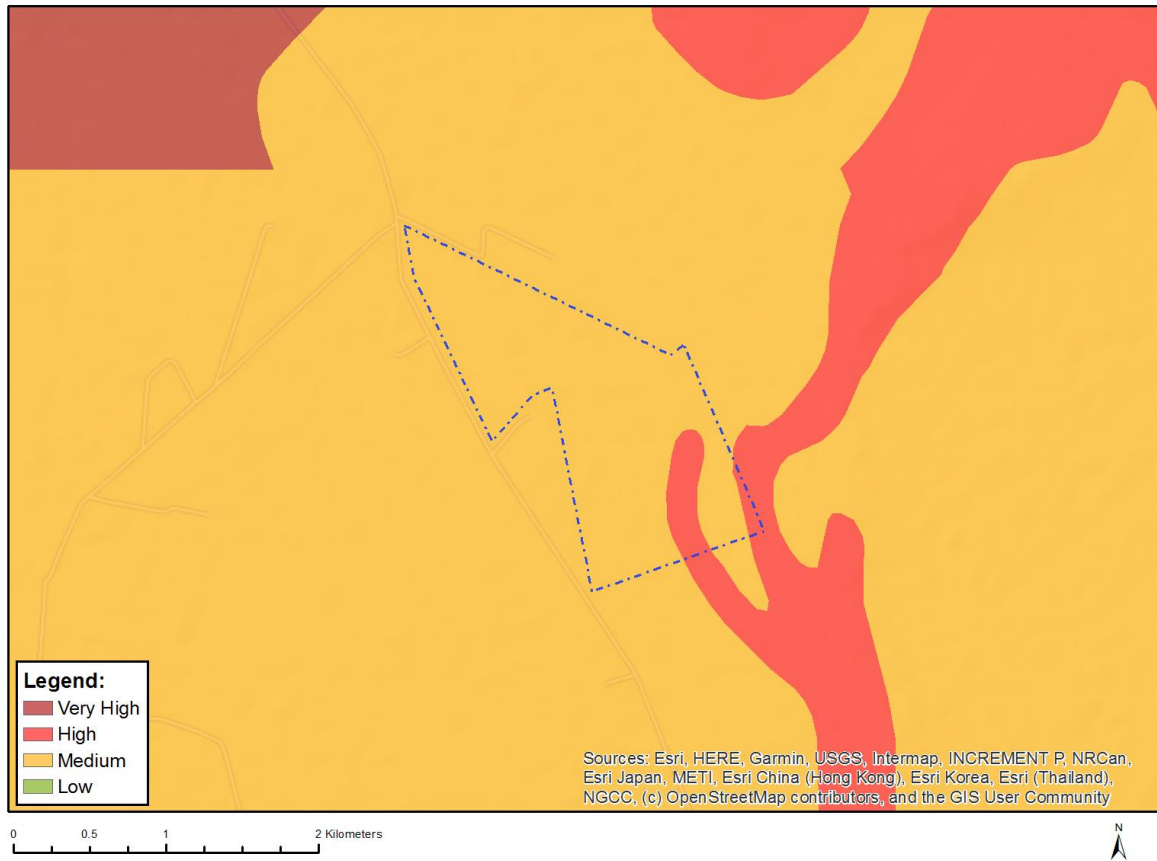 Legend:
Very High
High
Medium
Low
Sources: Esri, HERE, Garmin, USGS, Intermap, INCREMENT P, NRCan,
Esri Japan, METI, Esri China (Hong Kong), Esri Korea, Esri (Thailand),
NGCC, (c) OpenStreetMap contributors, and the GIS User Community
0 0.5 1 2 Kilometers
N